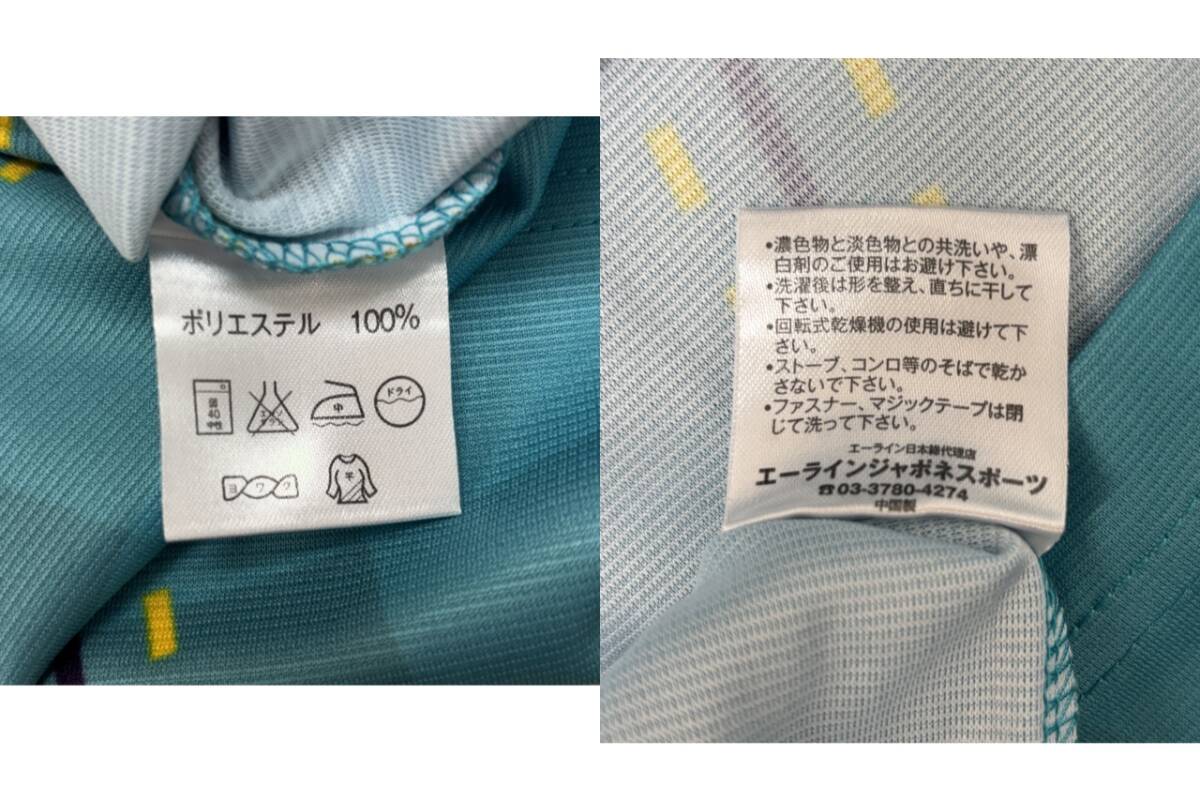 ポリエステル 100%
弱
40
中性
エンソ
サラシ
中
ドライ
ヨワク
平
•濃色物と淡色物との共洗いや、漂
白剤のご使用はお避け下さい。
•洗濯後は形を整え、直ちに干して
下さい。
•回転式乾燥機の使用は避けて下
さい。
•ストーブ、コンロ等のそばで乾か
さないで下さい。
•ファスナー、マジックテープは閉
じて洗って下さい。
エーライン日本総代理店
エーラインジャポネスポーツ
☎03-3780-4274
中国製